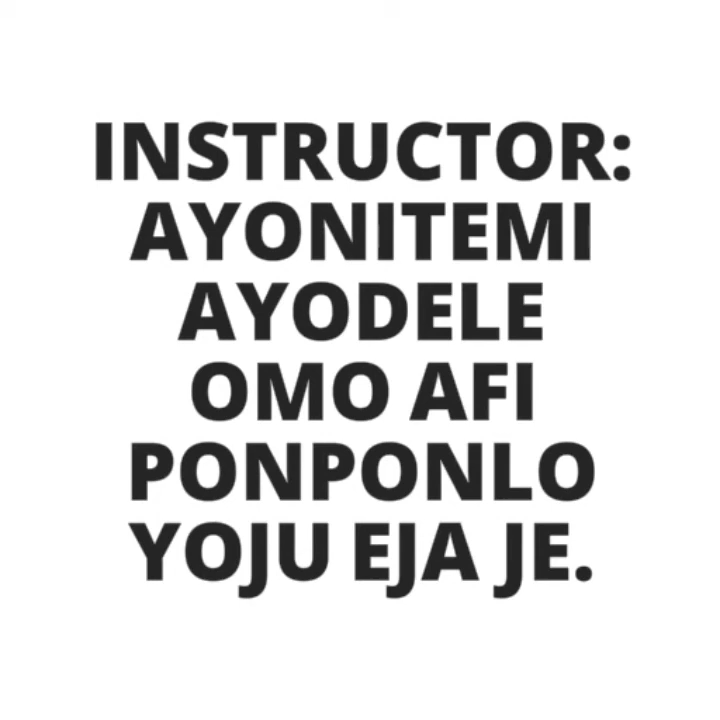 INSTRUCTOR:
AYONITEMI
AYODELE
OMO AFI
PONPONLO
YOJU EJA JE.